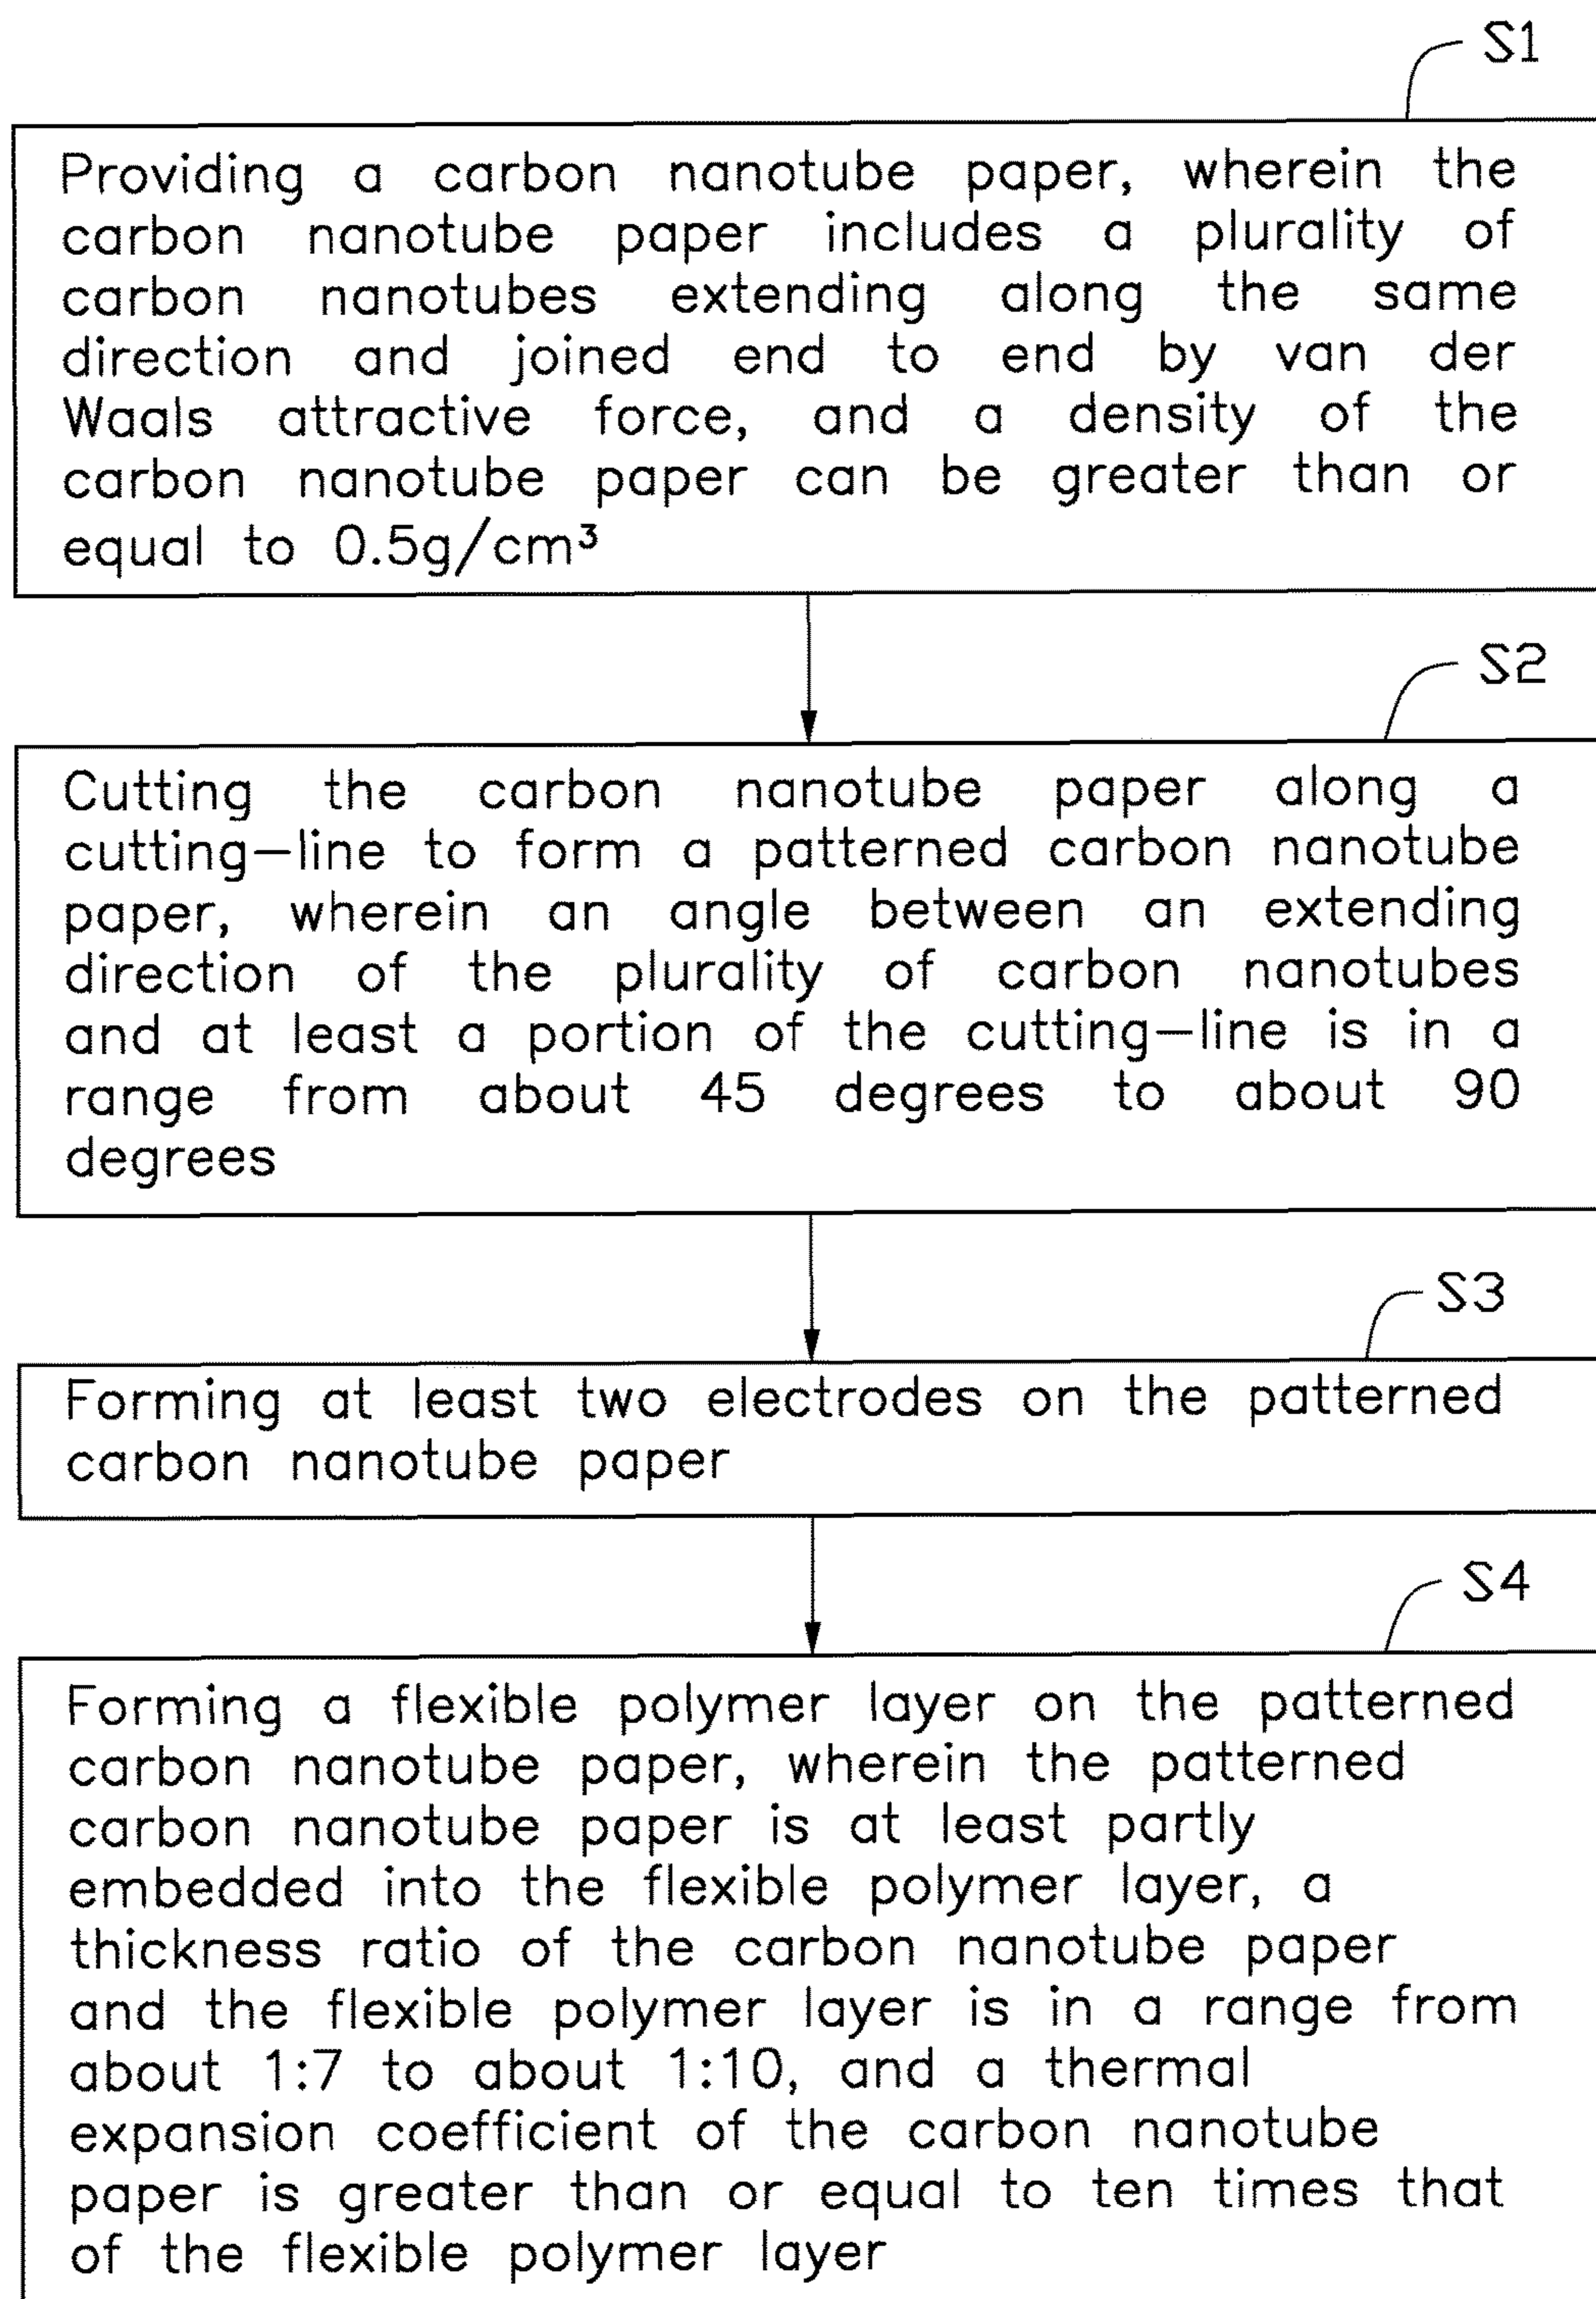 S1
Providing a carbon nanotube paper, wherein the
carbon nanotube paper includes a plurality of
carbon nanotubes extending along the same
direction and joined end to end by van der
Waals attractive force, and a density of the
carbon nanotube paper can be greater than or
equal to 0.5g/cm³
S2
Cutting the carbon nanotube paper along a
cutting-line to form a patterned carbon nanotube
paper, wherein an angle between an extending
direction of the plurality of carbon nanotubes
and at least a portion of the cutting-line is in a
range from about 45 degrees to about 90
degrees
S3
Forming at least two electrodes on the patterned
carbon nanotube paper
S4
Forming a flexible polymer layer on the patterned
carbon nanotube paper, wherein the patterned
carbon nanotube paper is at least partly
embedded into the flexible polymer layer, a
thickness ratio of the carbon nanotube paper
and the flexible polymer layer is in a range from
about 1:7 to about 1:10, and a thermal
expansion coefficient of the carbon nanotube
paper is greater than or equal to ten times that
of the flexible polymer layer